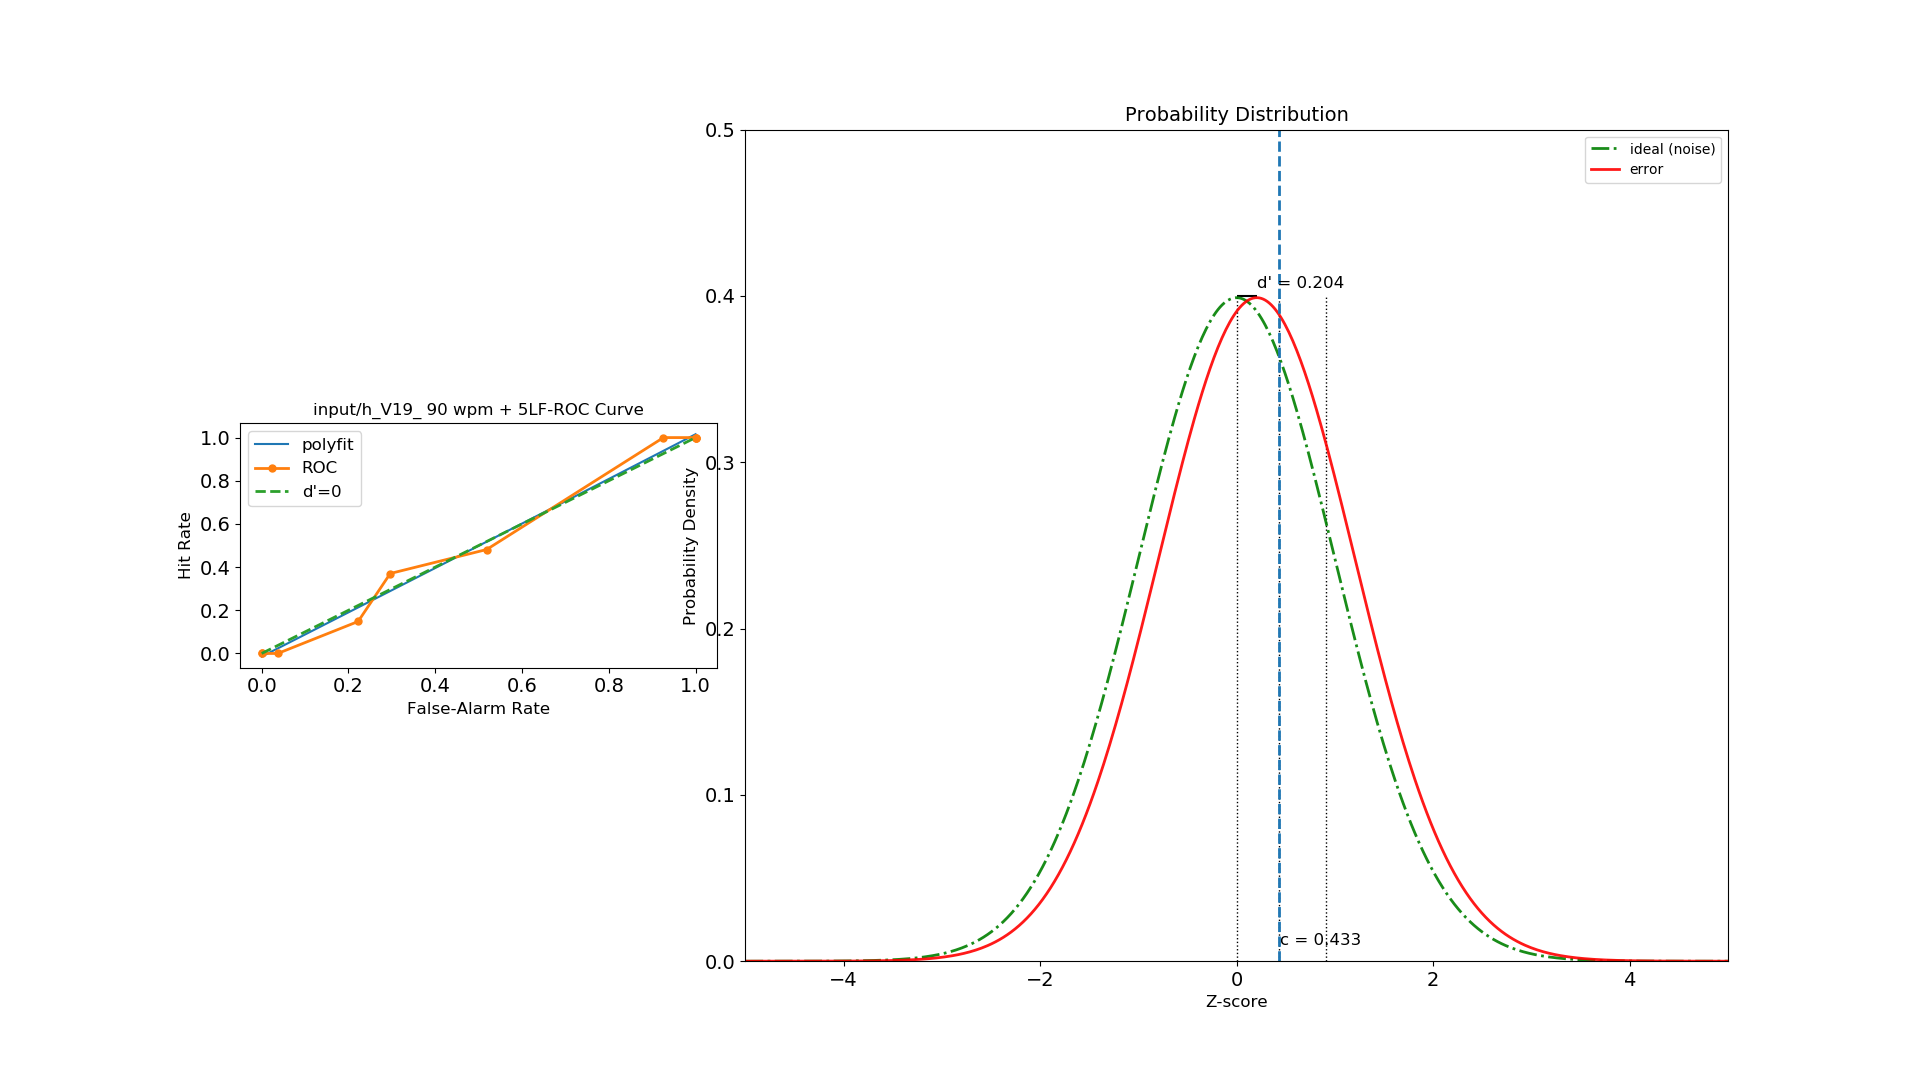 input/h_V19_ 90 wpm + 5LF-ROC Curve
polyfit
ROC
d'=0
1.0
0.8
0.6
0.4
0.2
0.0
Hit Rate
0.0 0.2 0.4 0.6 0.8 1.0
False-Alarm Rate
Probability Distribution
ideal (noise)
error
0.5
0.4
0.3
0.2
0.1
0.0
Probability Density
d' = 0.204
c = 0.433
−4 −2 0 2 4
Z-score